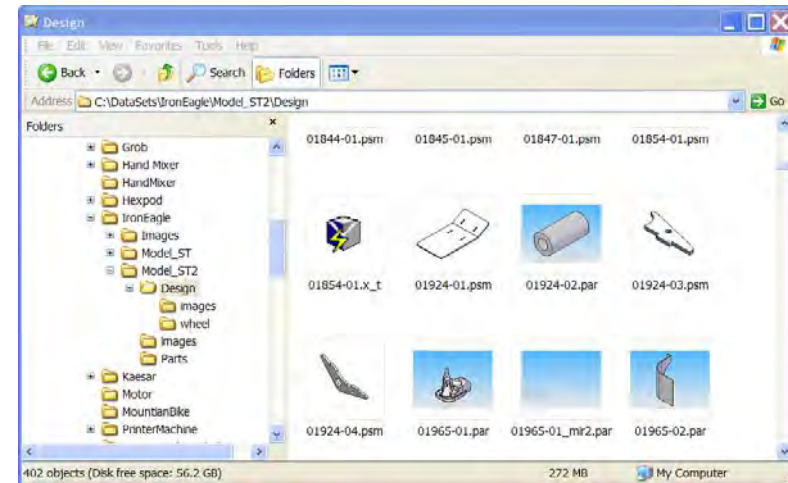 Design
File Edit View Favorites Tools Help
Back Search Folders
Address C:\DataSets\IronEagle\Model_ST2\Design Go
Folders x
Grob
Hand Mixer
HandMixer
Hexpod
IronEagle
Images
Model_ST
Model_ST2
Design
images
wheel
images
Parts
Kaesar
Motor
MountianBike
PrinterMachine
01844-01.psm 01845-01.psm 01847-01.psm 01854-01.psm
01854-01.x_t 01924-01.psm 01924-02.par 01924-03.psm
01924-04.psm 01965-01.par 01965-01_mir2.par 01965-02.par
402 objects (Disk free space: 56.2 GB) 272 MB My Computer